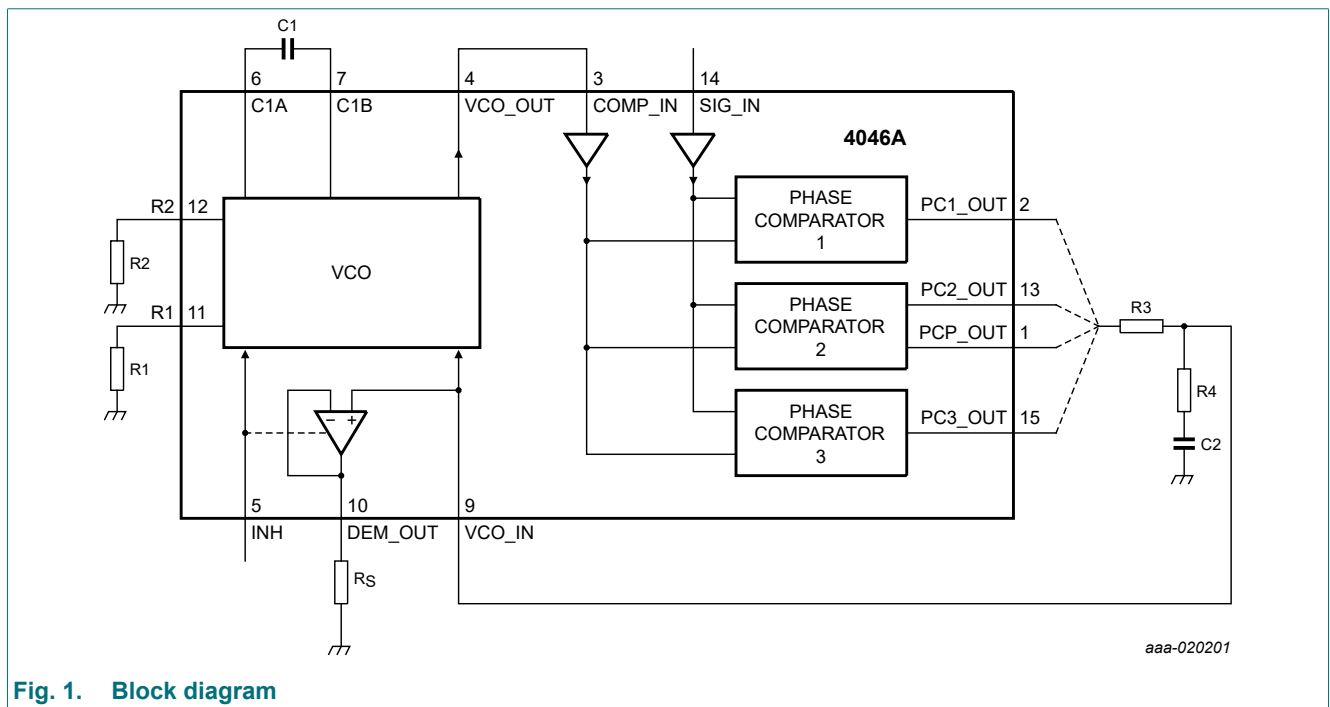 C1
6 7 4 3 14
C1A C1B VCO_OUT COMP_IN SIG_IN
4046A
R2 12
R2
R1 11
R1
VCO
PHASE
COMPARATOR
1
PC1_OUT 2
PHASE
COMPARATOR
2
PC2_OUT 13
PCP_OUT 1
PHASE
COMPARATOR
3
PC3_OUT 15
R3
R4
C2
− +
5 10 9
INH DEM_OUT VCO_IN
RS
aaa-020201
Fig. 1. Block diagram